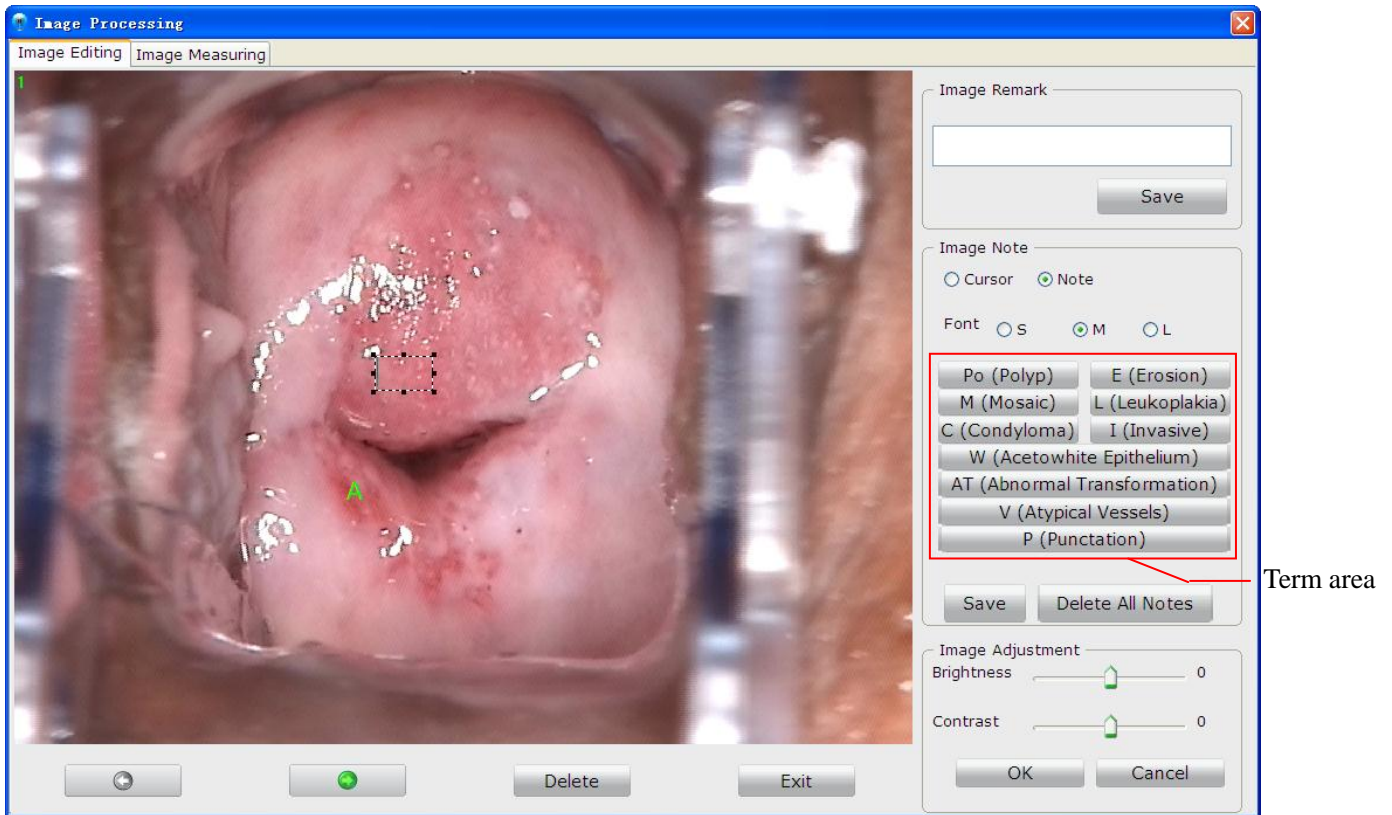 Image Processing
Image Editing Image Measuring
1
Image Remark
Save
Image Note
Cursor Note
Font S M L
Po (Polyp) E (Erosion)
M (Mosaic) L (Leukoplakia)
C (Condyloma) I (Invasive)
W (Acetowhite Epithelium)
AT (Abnormal Transformation)
V (Atypical Vessels)
P (Punctation)
A
Term area
Save Delete All Notes
Image Adjustment
Brightness 0
Contrast 0
OK Cancel
Delete Exit